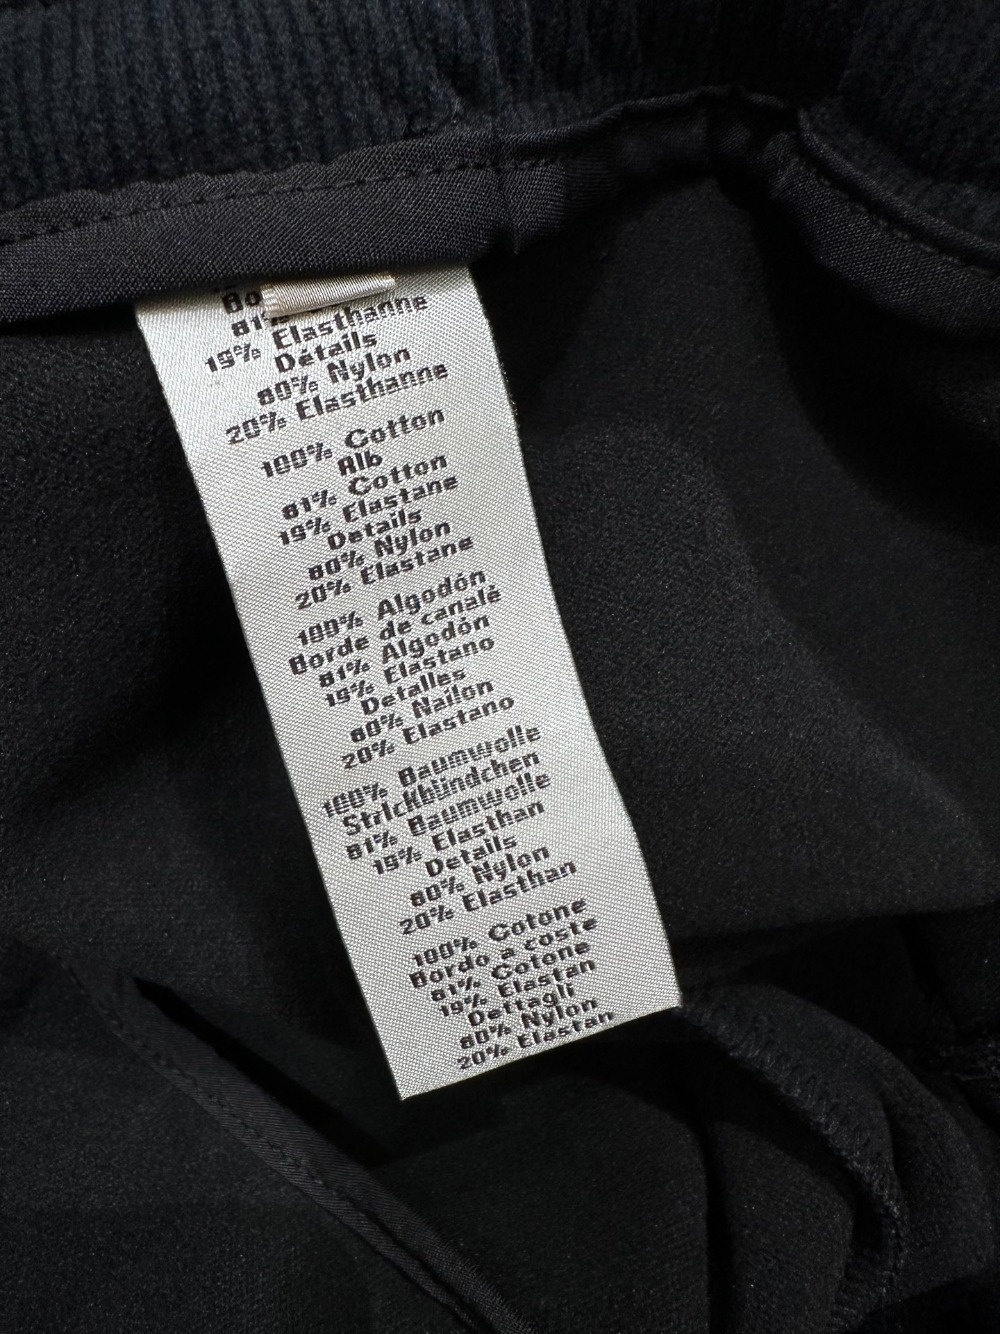 Bo
81%
19% Elasthanne
Détails
80% Nylon
20% Elasthanne
100% Cotton
Rib
81% Cotton
19% Elastane
Details
80% Nylon
20% Elastane
100% Algodón
Borde de canalé
81% Algodón
19% Elastano
Detalles
80% Nailon
20% Elastano
100% Baumwolle
Strickbündchen
81% Baumwolle
19% Elasthan
Details
80% Nylon
20% Elasthan
100% Cotone
Bordo a coste
81% Cotone
19% Elastan
Dettagli
80% Nylon
20% Elastan